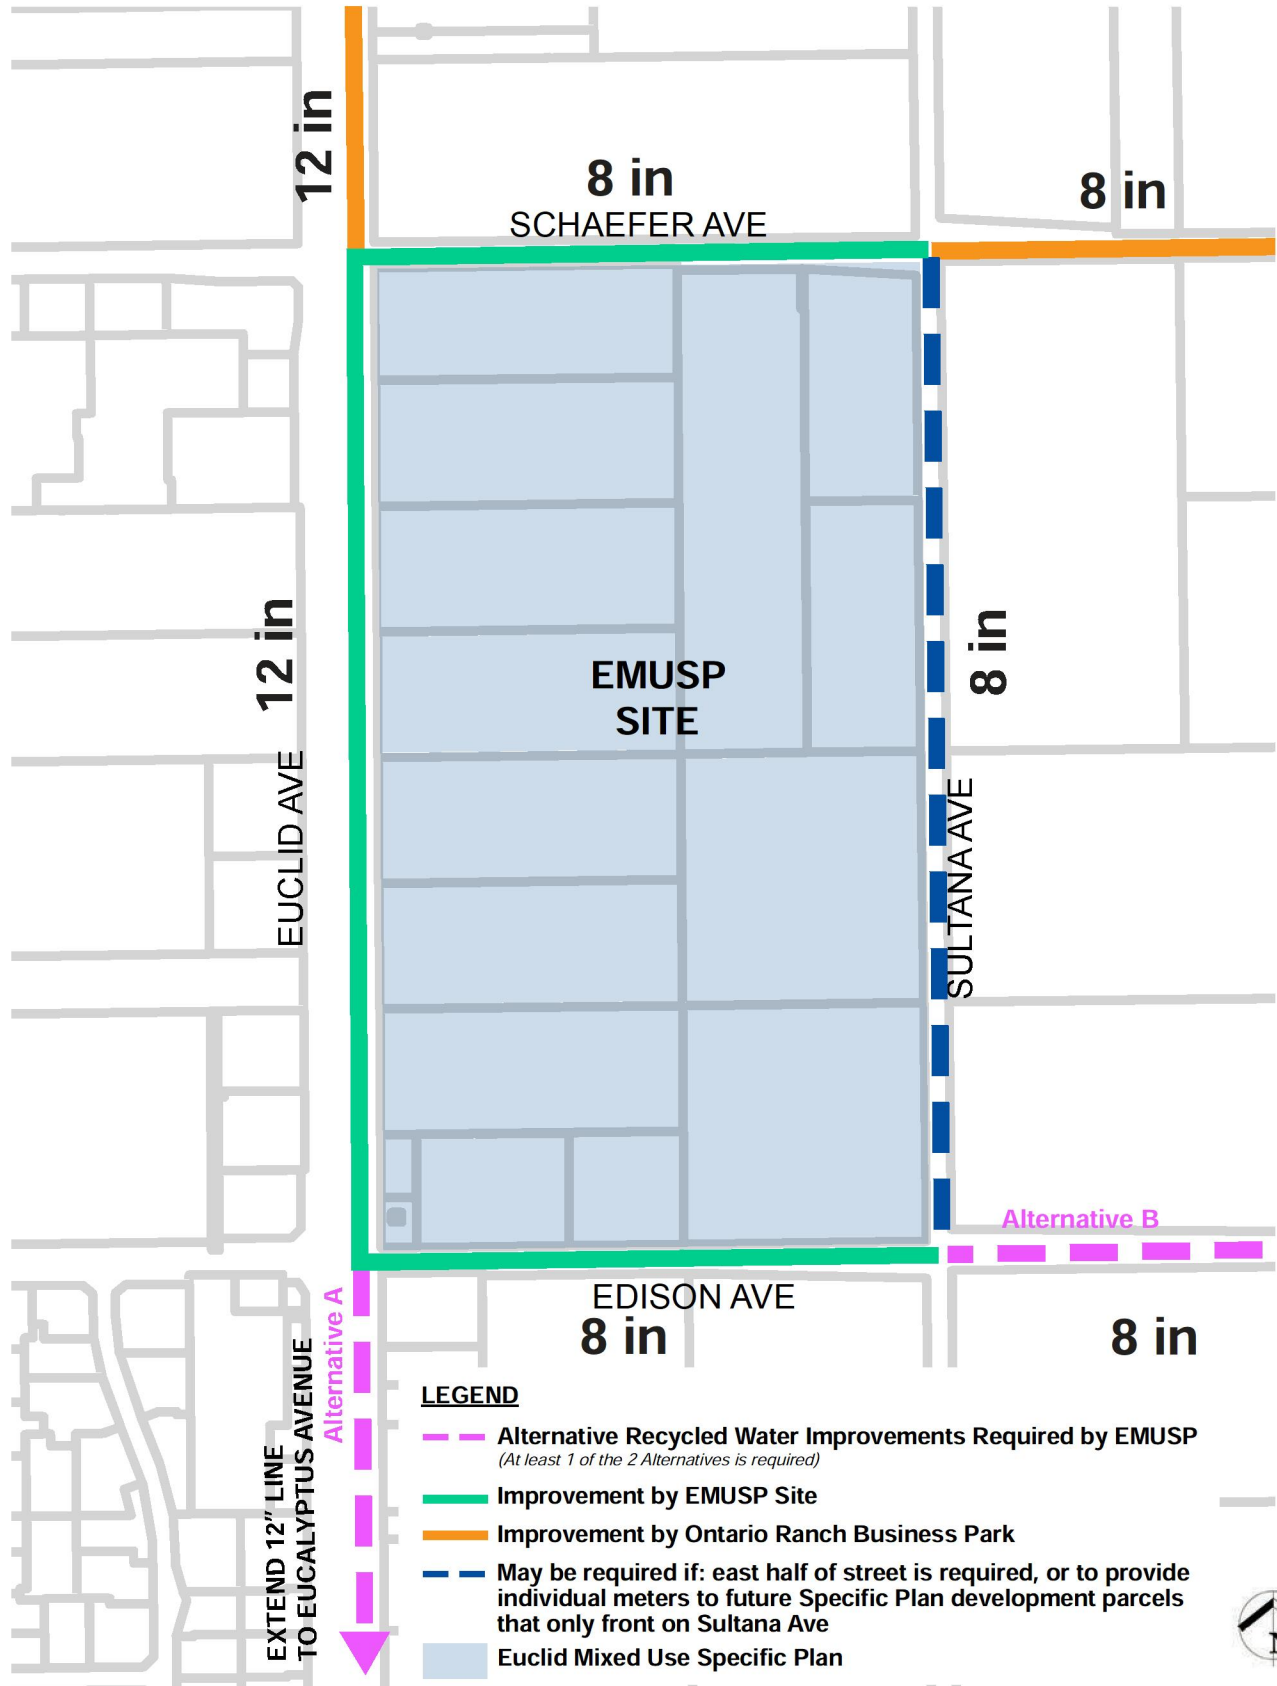 12 in
8 in
SCHAEFER AVE
8 in
12 in
EUCLID AVE
EMUSP
SITE
8 in
SULTANA AVE
Alternative B
EDISON AVE
8 in
8 in
Alternative A
EXTEND 12" LINE
TO EUCALYPTUS AVENUE
LEGEND
Alternative Recycled Water Improvements Required by EMUSP
(At least 1 of the 2 Alternatives is required)
Improvement by EMUSP Site
Improvement by Ontario Ranch Business Park
May be required if: east half of street is required, or to provide
individual meters to future Specific Plan development parcels
that only front on Sultana Ave
Euclid Mixed Use Specific Plan